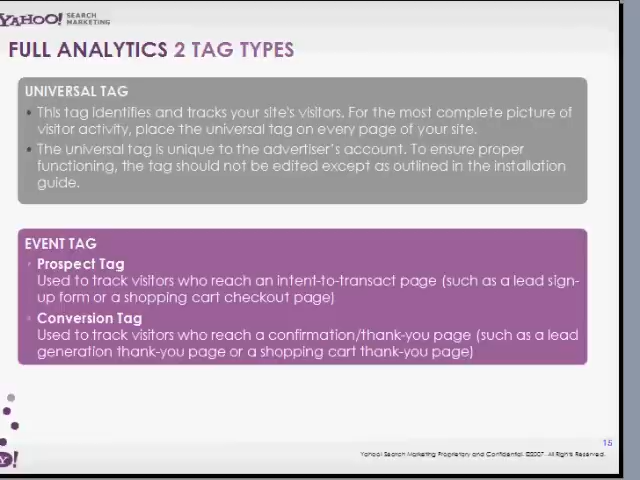 YAHOO! SEARCH
MARKETING
FULL ANALYTICS 2 TAG TYPES
UNIVERSAL TAG
• This tag identifies and tracks your site's visitors. For the most complete picture of
visitor activity, place the universal tag on every page of your site.
• The universal tag is unique to the advertiser's account. To ensure proper
functioning, the tag should not be edited except as outlined in the installation
guide.
EVENT TAG
• Prospect Tag
Used to track visitors who reach an intent-to-transact page (such as a lead sign-
up form or a shopping cart checkout page)
• Conversion Tag
Used to track visitors who reach a confirmation/thank-you page (such as a lead
generation thank-you page or a shopping cart thank-you page)
15
Yahoo! Search Marketing Proprietary and Confidential. ©2007. All Rights Reserved.
Y!